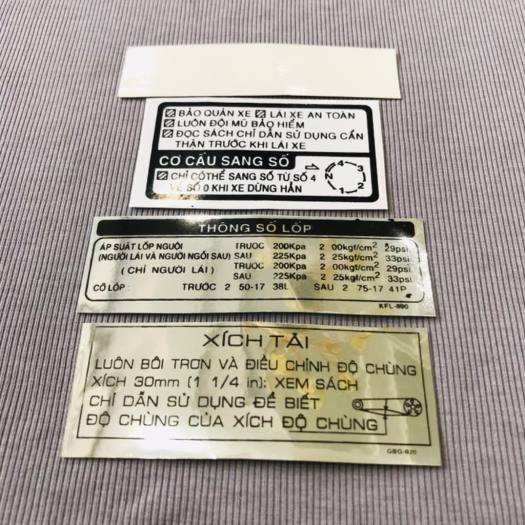 BẢO QUẢN XE LÁI XE AN TOÀN
LUÔN ĐỘI MŨ BẢO HIỂM
ĐỌC SÁCH CHỈ DẪN SỬ DỤNG CẨN
THẬN TRƯỚC KHI LÁI XE
CƠ CẤU SANG SỐ
CHỈ CÓ THỂ SANG SỐ TỪ SỐ 4
VỀ SỐ 0 KHI XE DỪNG HẲN
N 4 3 2 1
THÔNG SỐ LỐP
ÁP SUẤT LỐP NGUỘI TRƯỚC 200Kpa 2 00kgf/cm² 29psi
(NGƯỜI LÁI VÀ NGƯỜI NGỒI SAU) SAU 225Kpa 2 25kgf/cm² 33psi
(CHỈ NGƯỜI LÁI) TRƯỚC 200Kpa 2 00kgf/cm² 29psi
SAU 225Kpa 2 25kgf/cm² 33psi
CỠ LỐP TRƯỚC 2 50-17 38L SAU 2 75-17 41P
KFL-890
XÍCH TẢI
LUÔN BÔI TRƠN VÀ ĐIỀU CHỈNH ĐỘ CHÙNG
XÍCH 30mm (1 1/4 in): XEM SÁCH
CHỈ DẪN SỬ DỤNG ĐỂ BIẾT
ĐỘ CHÙNG CỦA XÍCH ĐỘ CHÙNG